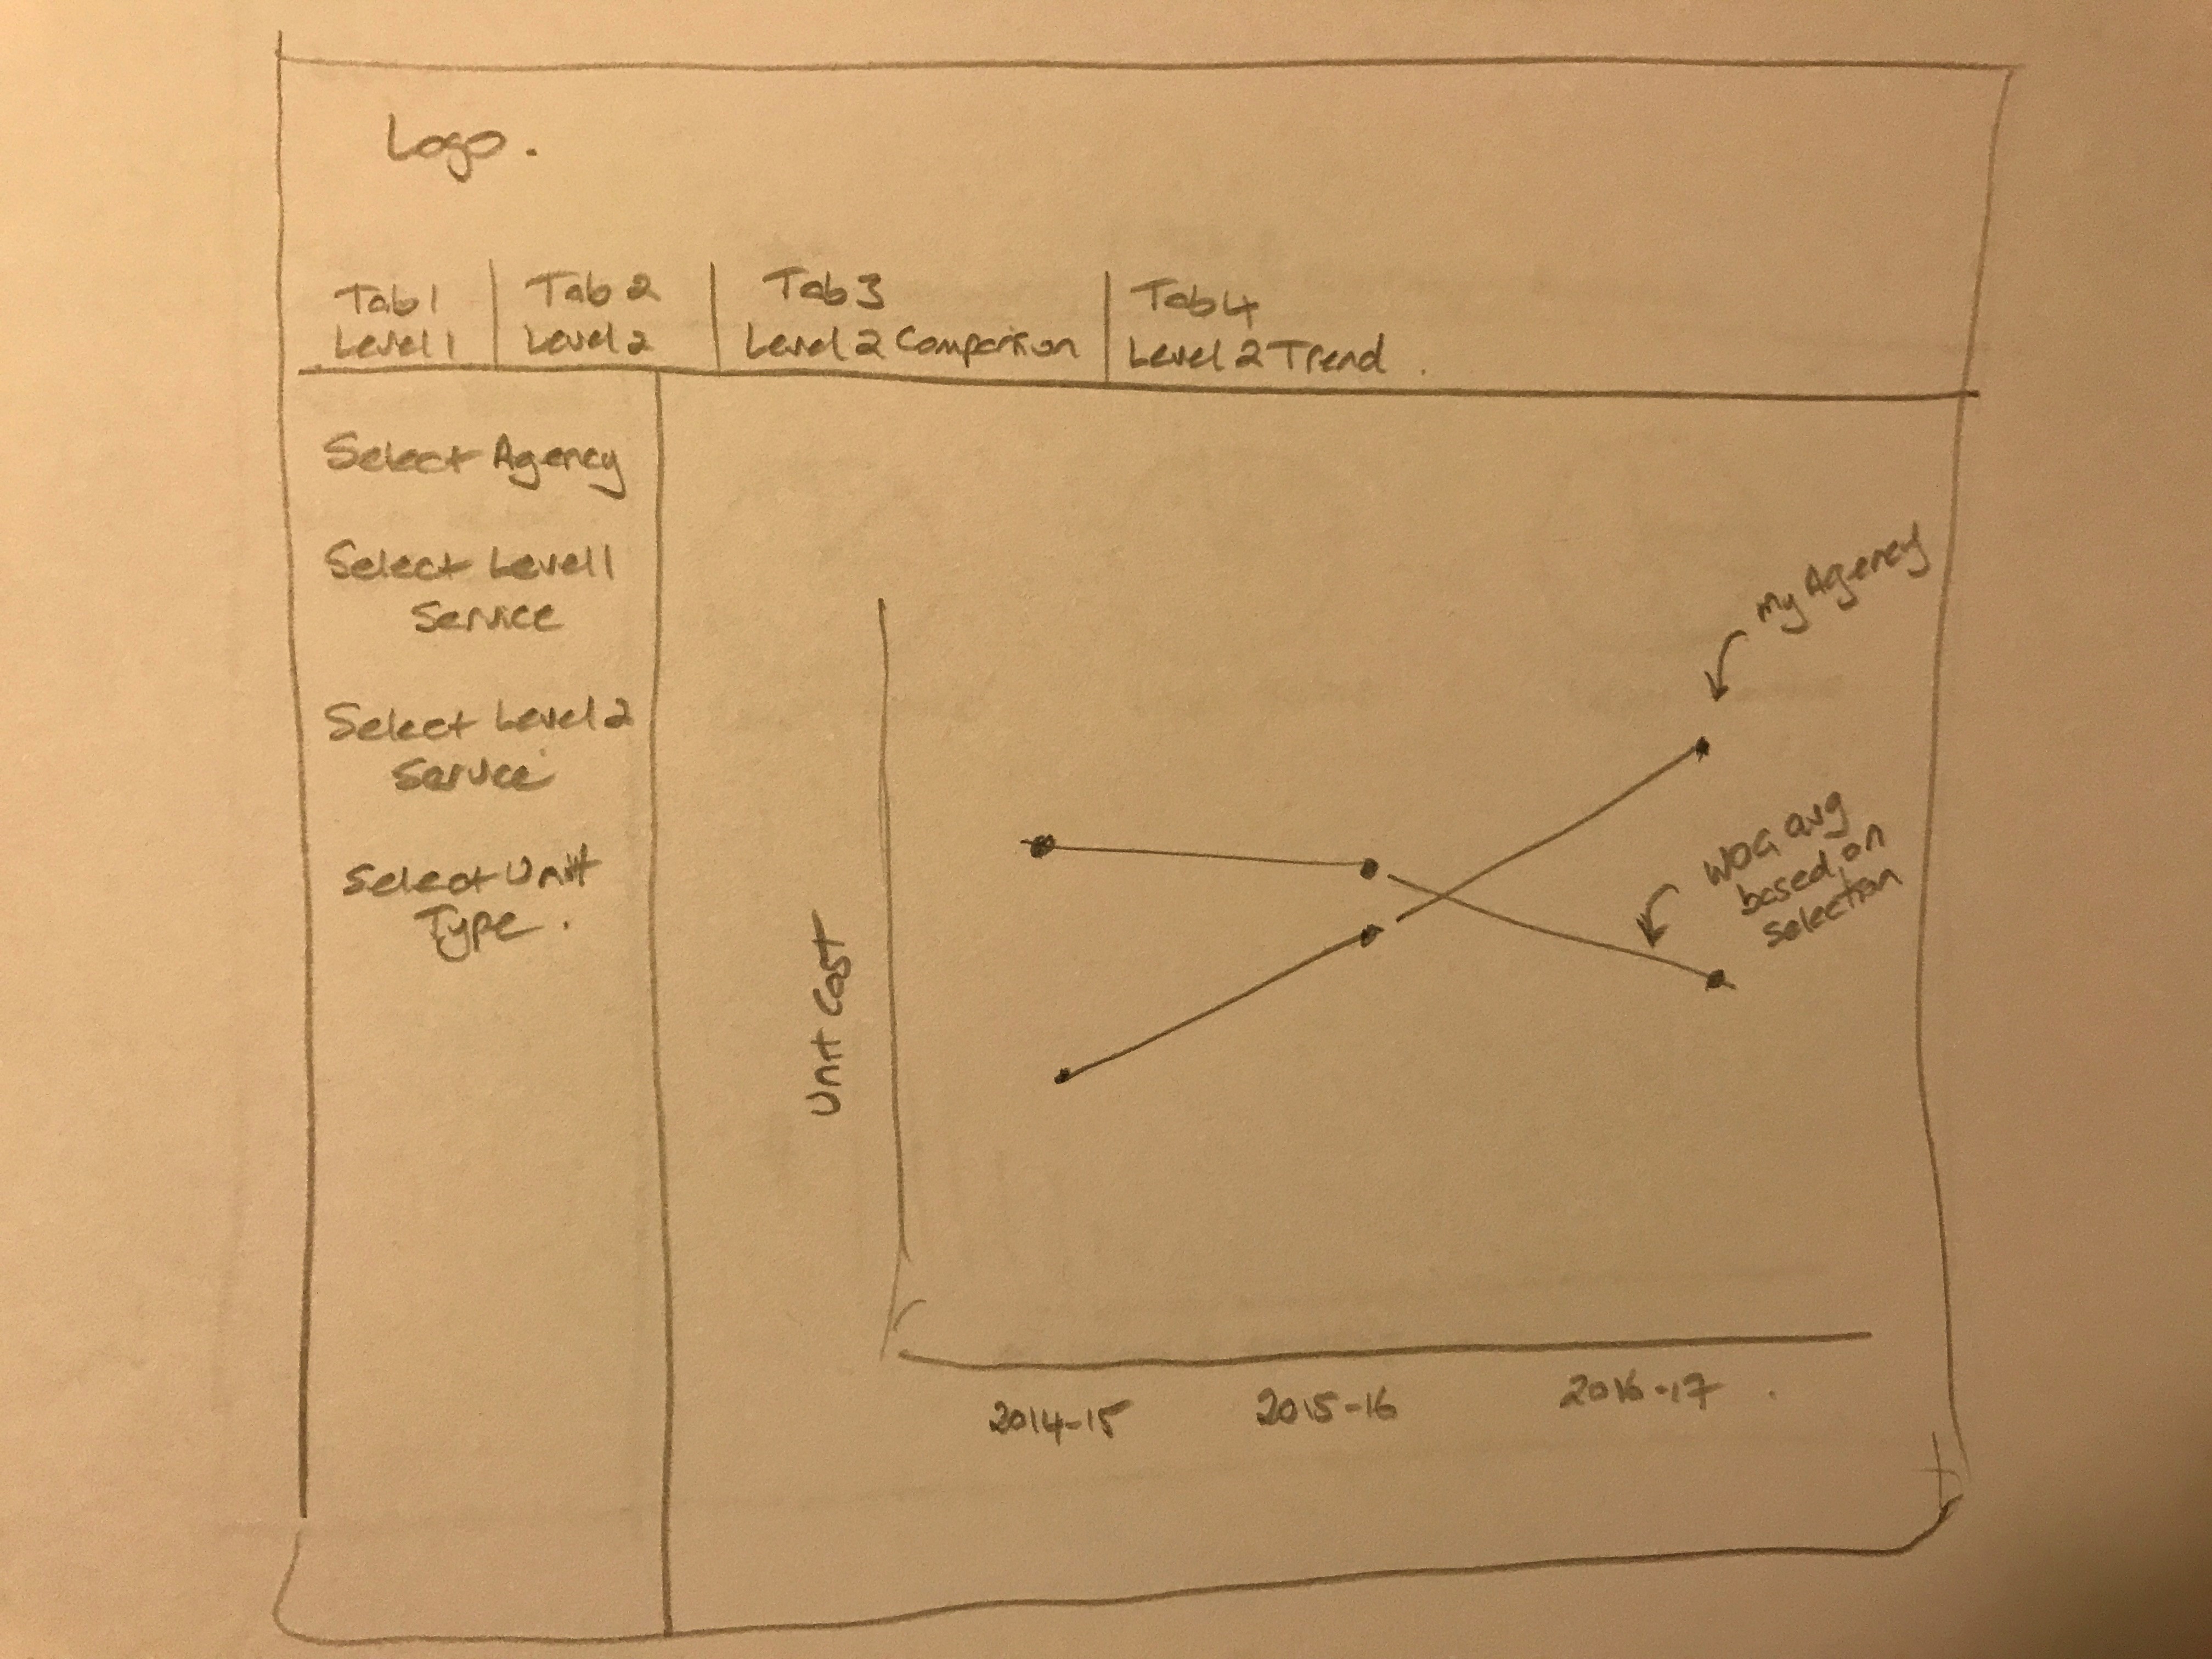 Logo.
Tab 1
Level 1
Tab 2
Level 2
Tab 3
Level 2 Comparison
Tab 4
Level 2 Trend.
Select Agency
Select Level 1
Service
Select Level 2
Service
Select Unit
Type.
Unit Cost
My Agency
WOG avg
based on
selection
2014-15
2015-16
2016-17.